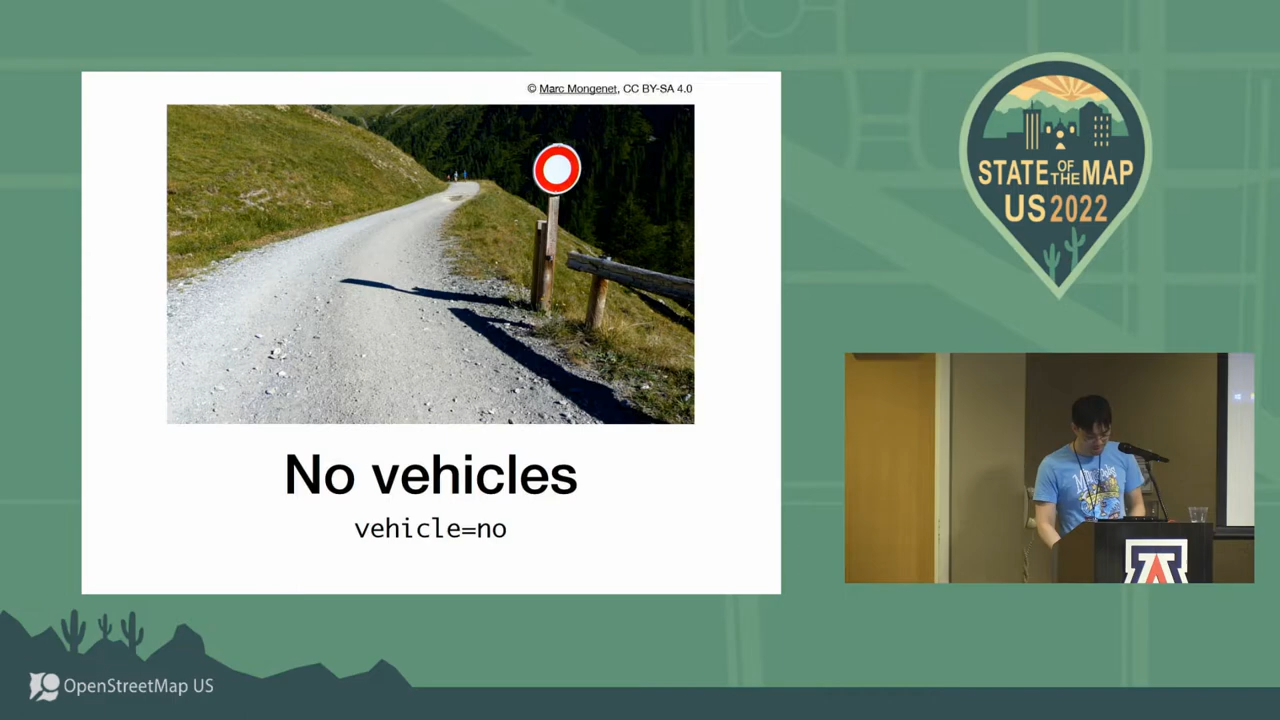 © Marc Mongenet, CC BY-SA 4.0
No vehicles
vehicle=no
STATE OF THE MAP
US 2022
OpenStreetMap US